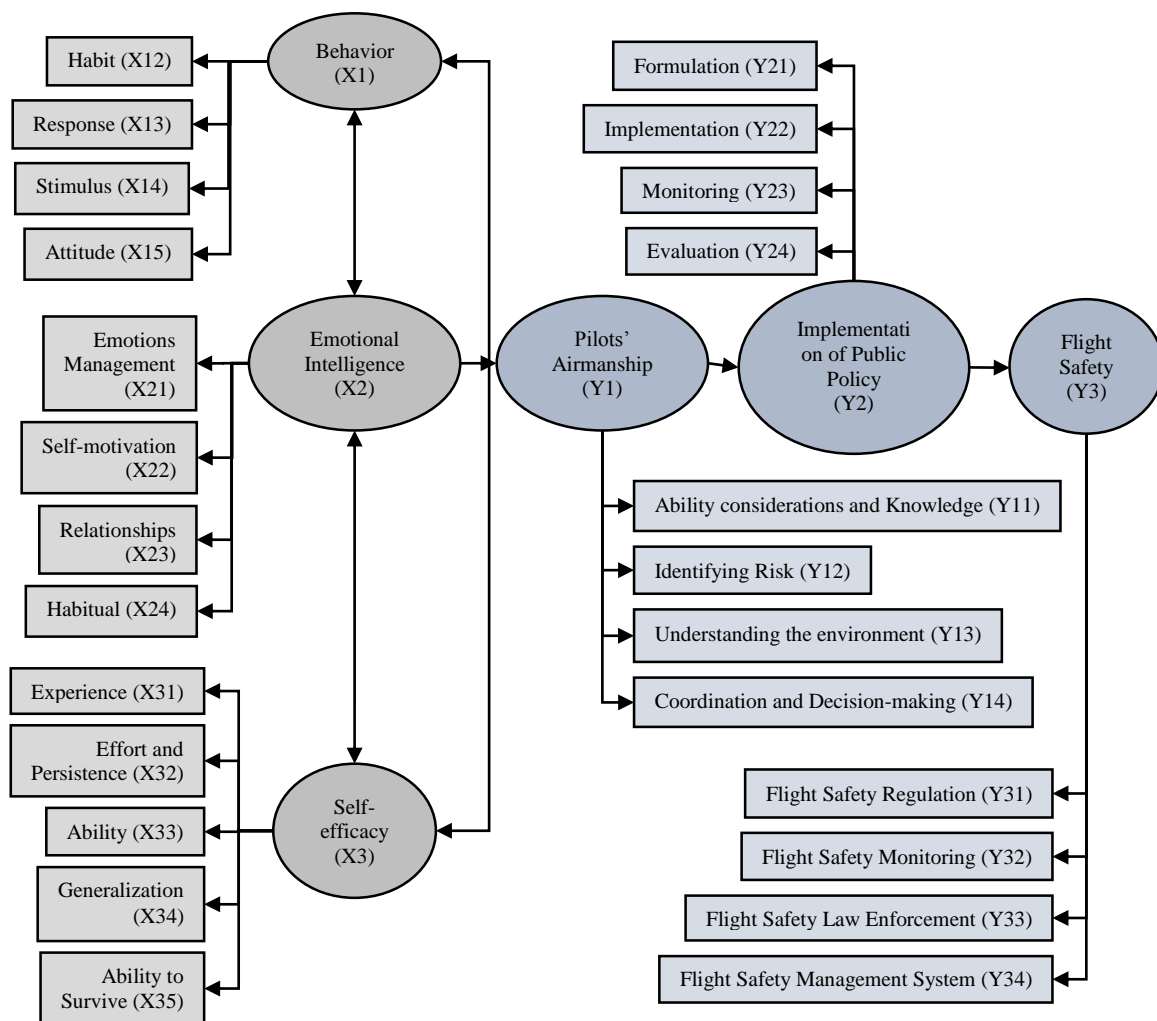 Behavior
(X1)
Habit (X12)
Response (X13)
Stimulus (X14)
Attitude (X15)
Emotional
Intelligence
(X2)
Emotions
Management
(X21)
Self-motivation
(X22)
Relationships
(X23)
Habitual (X24)
Self-
efficacy
(X3)
Experience (X31)
Effort and
Persistence (X32)
Ability (X33)
Generalization
(X34)
Ability to
Survive (X35)
Pilots’
Airmanship
(Y1)
Ability considerations and Knowledge (Y11)
Identifying Risk (Y12)
Understanding the environment (Y13)
Coordination and Decision-making (Y14)
Formulation (Y21)
Implementation (Y22)
Monitoring (Y23)
Evaluation (Y24)
Implementati
on of Public
Policy
(Y2)
Flight
Safety
(Y3)
Flight Safety Regulation (Y31)
Flight Safety Monitoring (Y32)
Flight Safety Law Enforcement (Y33)
Flight Safety Management System (Y34)